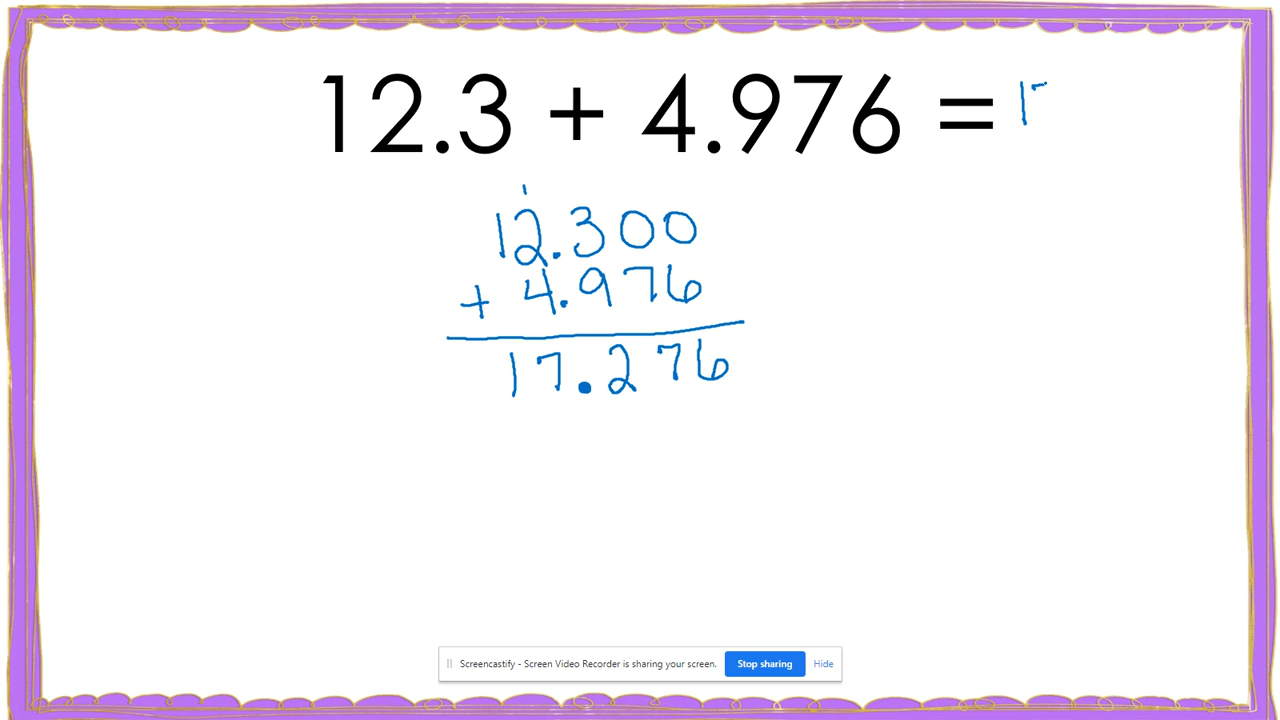 12.3 + 4.976 = 1
1
12.300
+ 4.976
17.276
Screencastify - Screen Video Recorder is sharing your screen. Stop sharing Hide